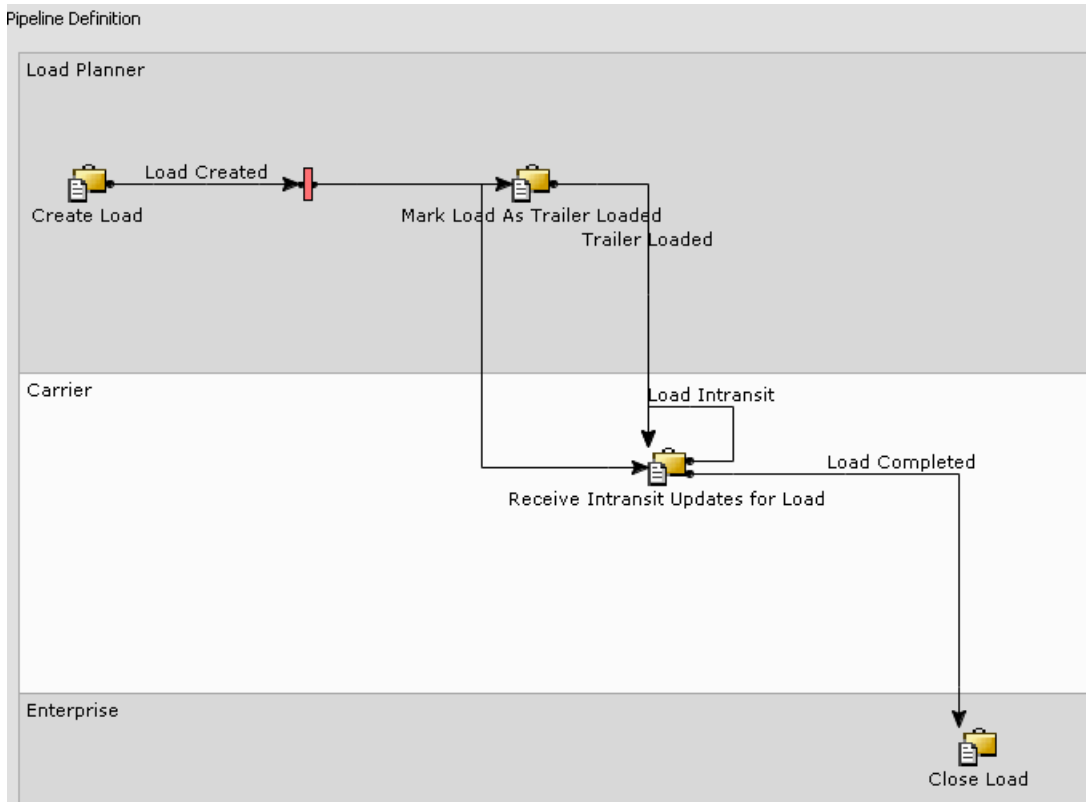 Pipeline Definition
Load Planner
Load Created
Create Load
Mark Load As Trailer Loaded
Trailer Loaded
Carrier
Load Intransit
Load Completed
Receive Intransit Updates for Load
Enterprise
Close Load